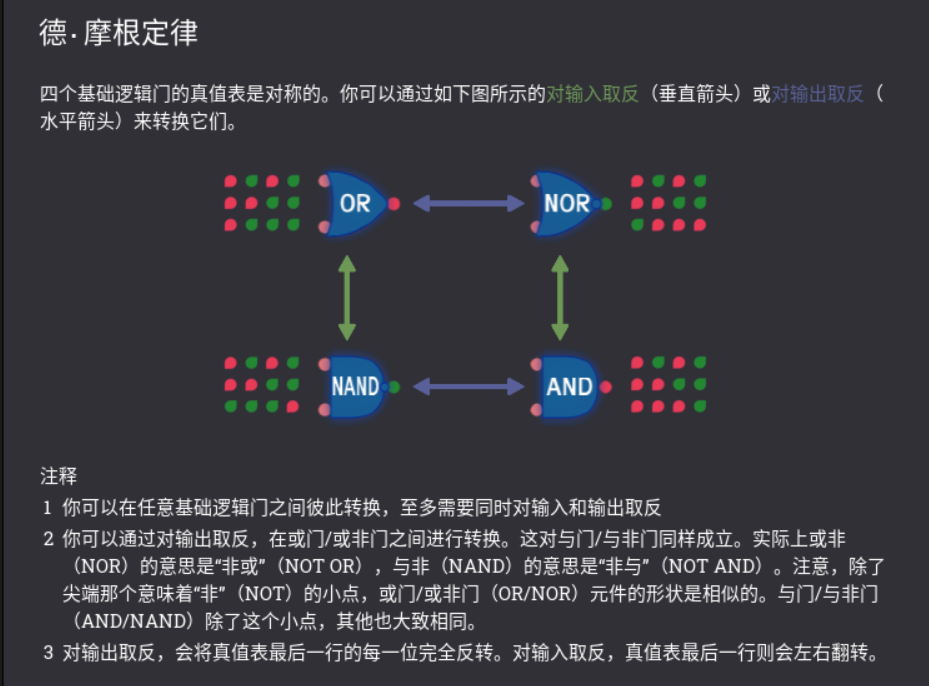 德·摩根定律
四个基础逻辑门的真值表是对称的。你可以通过如下图所示的对输入取反（垂直箭头）或对输出取反（
水平箭头）来转换它们。
OR
NOR
NAND
AND
注释
1 你可以在任意基础逻辑门之间彼此转换，至多需要同时对输入和输出取反
2 你可以通过对输出取反，在或门/或非门之间进行转换。这对与门/与非门同样成立。实际上或非
（NOR）的意思是“非或”（NOT OR），与非（NAND）的意思是“非与”（NOT AND）。注意，除了
尖端那个意味着“非”（NOT）的小点，或门/或非门（OR/NOR）元件的形状是相似的。与门/与非门
（AND/NAND）除了这个小点，其他也大致相同。
3 对输出取反，会将真值表最后一行的每一位完全反转。对输入取反，真值表最后一行则会左右翻转。